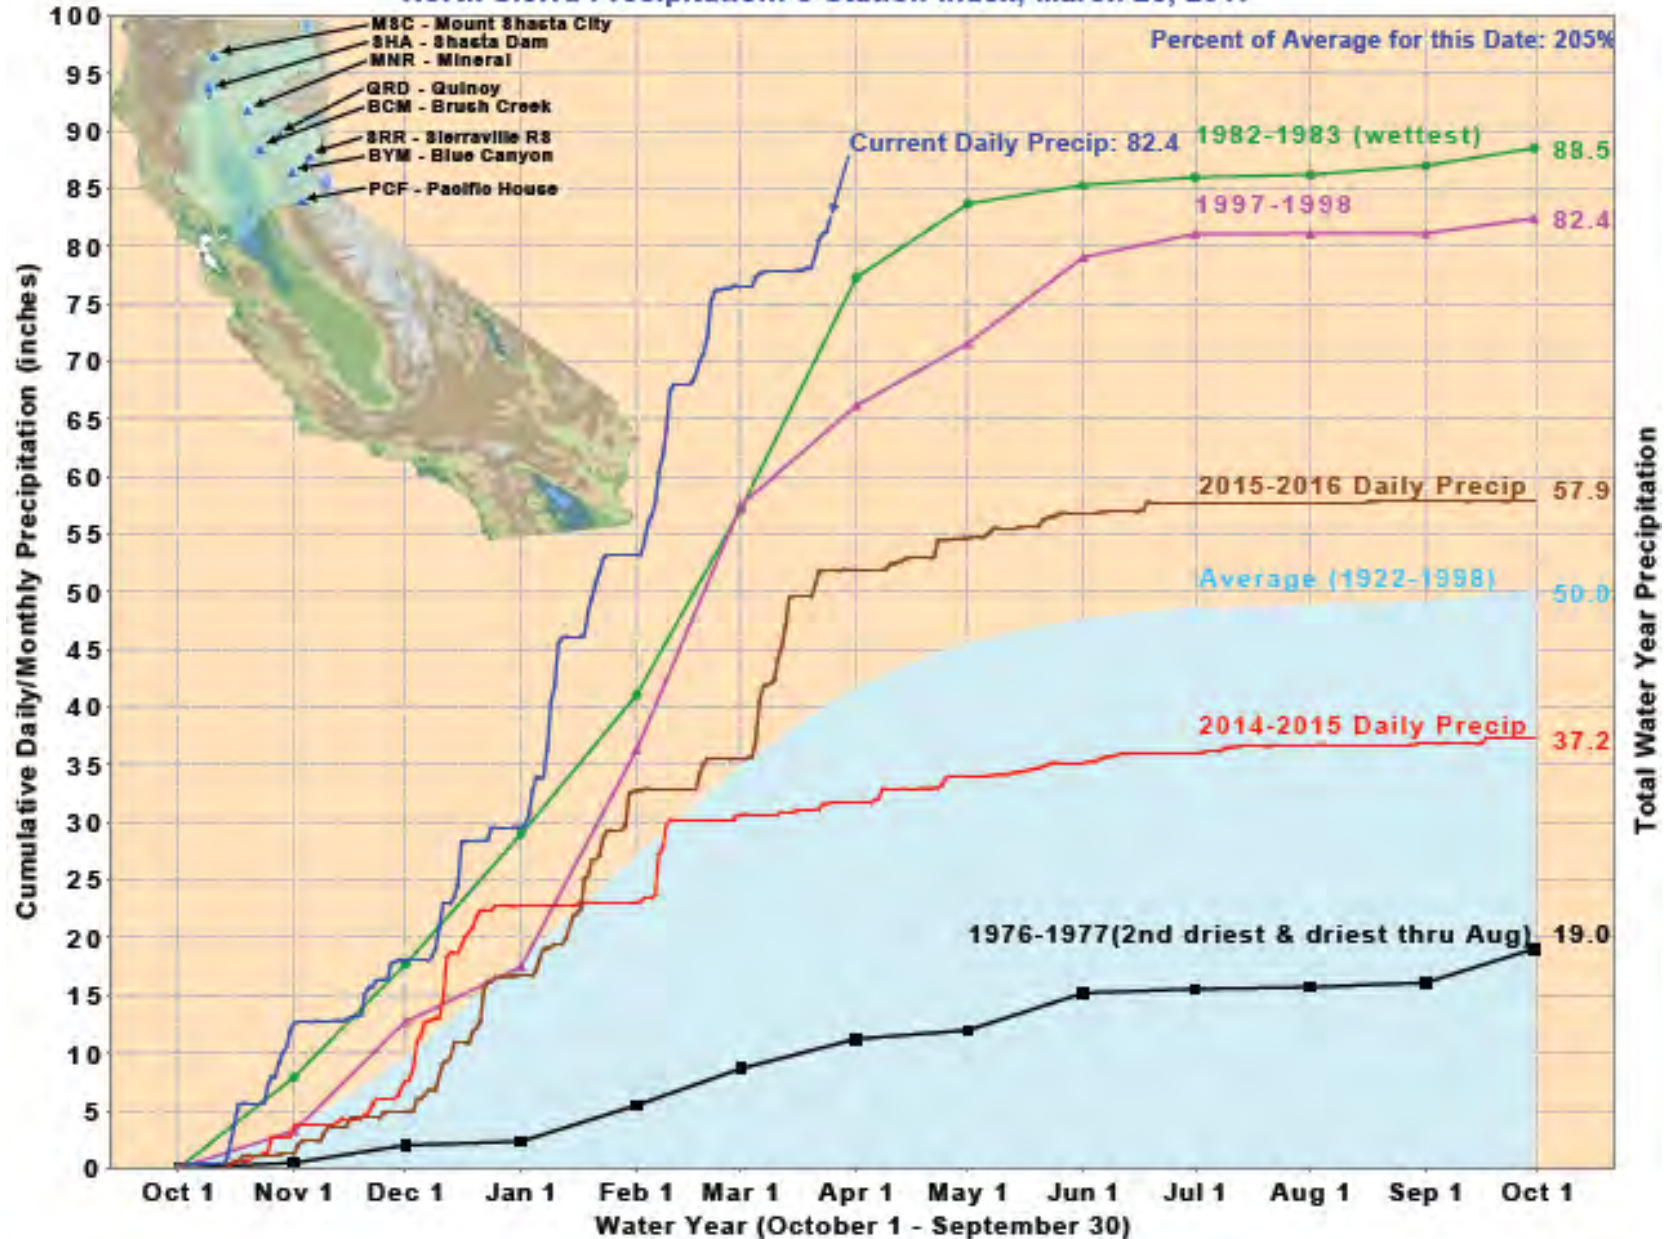 Percent of Average for this Date: 205%
MSC - Mount Shasta City
SHA - Shasta Dam
MNR - Mineral
QRD - Quincy
BCM - Brush Creek
SRR - Sierraville RS
BYM - Blue Canyon
PCF - Pacific House
Current Daily Precip: 82.4
1982-1983 (wettest)
88.5
1997-1998
82.4
2015-2016 Daily Precip
57.9
Average (1922-1998)
50.0
2014-2015 Daily Precip
37.2
1976-1977(2nd driest & driest thru Aug)
19.0
Cumulative Daily/Monthly Precipitation (inches)
100
95
90
85
80
75
70
65
60
55
50
45
40
35
30
25
20
15
10
5
0
Total Water Year Precipitation
Oct 1 Nov 1 Dec 1 Jan 1 Feb 1 Mar 1 Apr 1 May 1 Jun 1 Jul 1 Aug 1 Sep 1 Oct 1
Water Year (October 1 - September 30)